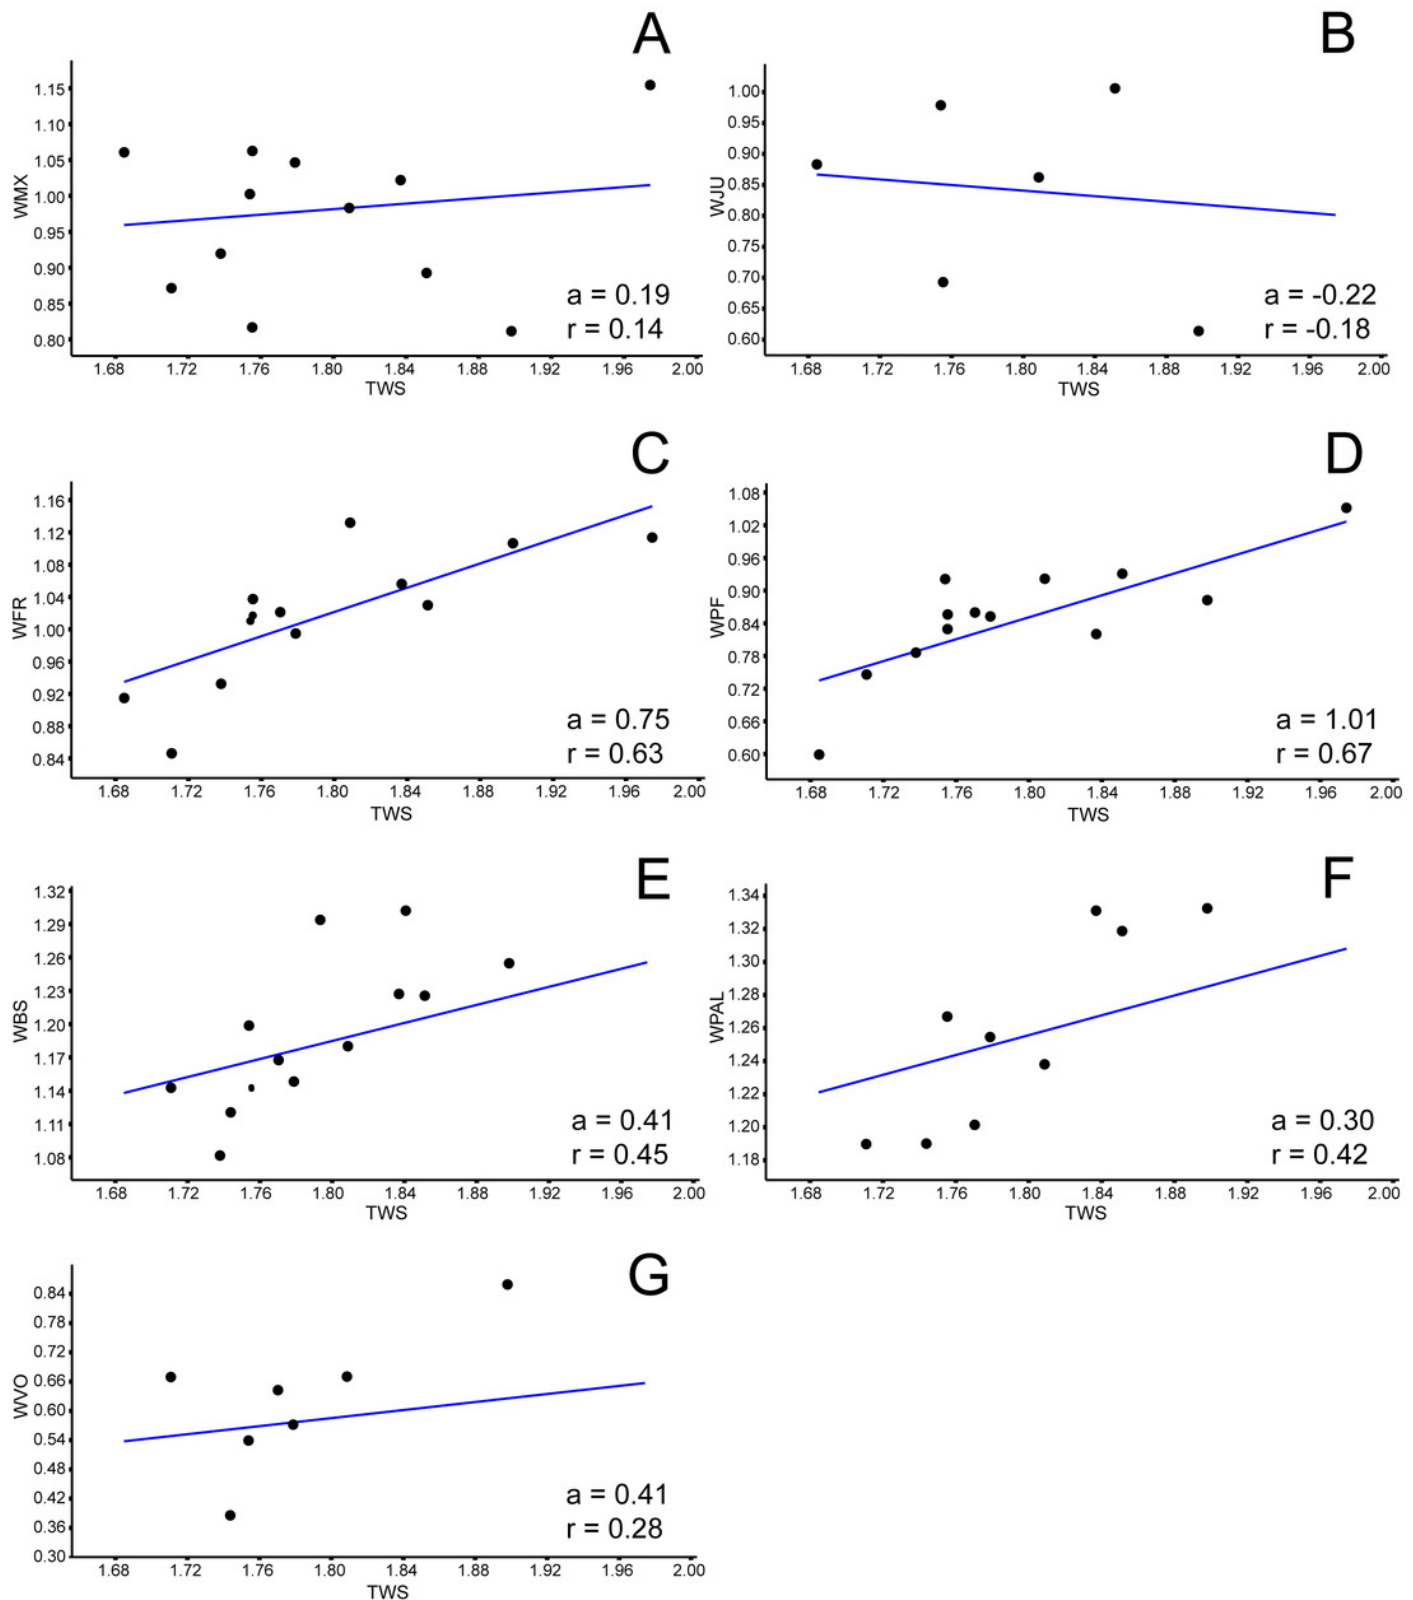 A
1.15
1.10
1.05
1.00
0.95
0.90
0.85
0.80
WMX
a = 0.19
r = 0.14
1.68 1.72 1.76 1.80 1.84 1.88 1.92 1.96 2.00
TWS
B
1.00
0.95
0.90
0.85
0.80
0.75
0.70
0.65
0.60
WJU
a = -0.22
r = -0.18
1.68 1.72 1.76 1.80 1.84 1.88 1.92 1.96 2.00
TWS
C
1.16
1.12
1.08
1.04
1.00
0.96
0.92
0.88
0.84
WFR
a = 0.75
r = 0.63
1.68 1.72 1.76 1.80 1.84 1.88 1.92 1.96 2.00
TWS
D
1.08
1.02
0.96
0.90
0.84
0.78
0.72
0.66
0.60
WPF
a = 1.01
r = 0.67
1.68 1.72 1.76 1.80 1.84 1.88 1.92 1.96 2.00
TWS
E
1.32
1.29
1.26
1.23
1.20
1.17
1.14
1.11
1.08
WBS
a = 0.41
r = 0.45
1.68 1.72 1.76 1.80 1.84 1.88 1.92 1.96 2.00
TWS
F
1.34
1.32
1.30
1.28
1.26
1.24
1.22
1.20
1.18
WPAL
a = 0.30
r = 0.42
1.68 1.72 1.76 1.80 1.84 1.88 1.92 1.96 2.00
TWS
G
0.84
0.78
0.72
0.66
0.60
0.54
0.48
0.42
0.36
0.30
WVO
a = 0.41
r = 0.28
1.68 1.72 1.76 1.80 1.84 1.88 1.92 1.96 2.00
TWS